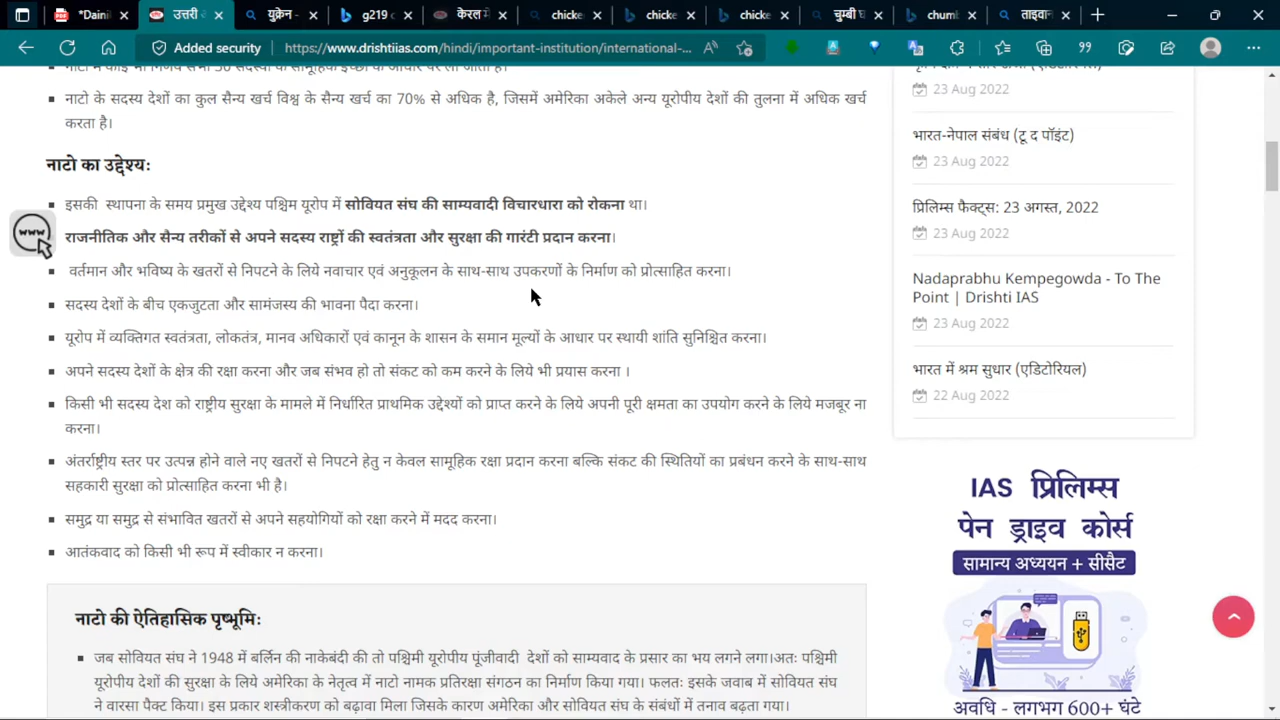 *Daini
उत्तरी
यूक्रेन -
g219 c
केरल मे
chicke
chicke
chicke
चुम्बी घ
chumb
ताइवान
Added security
https://www.drishtiias.com/hindi/important-institution/international-...
नाटो के सदस्य देशों का कुल सैन्य खर्च विश्व के सैन्य खर्च का 70% से अधिक है, जिसमें अमेरिका अकेले अन्य यूरोपीय देशों की तुलना में अधिक खर्च
करता है।
नाटो का उद्देश्य:
इसकी स्थापना के समय प्रमुख उद्देश्य पश्चिम यूरोप में सोवियत संघ की साम्यवादी विचारधारा को रोकना था।
www
राजनीतिक और सैन्य तरीकों से अपने सदस्य राष्ट्रों की स्वतंत्रता और सुरक्षा की गारंटी प्रदान करना।
वर्तमान और भविष्य के खतरों से निपटने के लिये नवाचार एवं अनुकूलन के साथ-साथ उपकरणों के निर्माण को प्रोत्साहित करना।
सदस्य देशों के बीच एकजुटता और सामंजस्य की भावना पैदा करना।
यूरोप में व्यक्तिगत स्वतंत्रता, लोकतंत्र, मानव अधिकारों एवं कानून के शासन के समान मूल्यों के आधार पर स्थायी शांति सुनिश्चित करना।
अपने सदस्य देशों के क्षेत्र की रक्षा करना और जब संभव हो तो संकट को कम करने के लिये भी प्रयास करना ।
किसी भी सदस्य देश को राष्ट्रीय सुरक्षा के मामले में निर्धारित प्राथमिक उद्देश्यों को प्राप्त करने के लिये अपनी पूरी क्षमता का उपयोग करने के लिये मजबूर ना
करना।
अंतर्राष्ट्रीय स्तर पर उत्पन्न होने वाले नए खतरों से निपटने हेतु न केवल सामूहिक रक्षा प्रदान करना बल्कि संकट की स्थितियों का प्रबंधन करने के साथ-साथ
सहकारी सुरक्षा को प्रोत्साहित करना भी है।
समुद्र या समुद्र से संभावित खतरों से अपने सहयोगियों को रक्षा करने में मदद करना।
आतंकवाद को किसी भी रूप में स्वीकार न करना।
नाटो की ऐतिहासिक पृष्भूमि:
जब सोवियत संघ ने 1948 में बर्लिन की नाकेबंदी की तो पश्चिमी यूरोपीय पूंजीवादी देशों को साम्यवाद के प्रसार का भय लगने लगा अतः पश्चिमी
यूरोपीय देशों की सुरक्षा के लिये अमेरिका के नेतृत्व में नाटो नामक प्रतिरक्षा संगठन का निर्माण किया गया। फलतः इसके जवाब में सोवियत संघ
ने वारसा पैक्ट किया। इस प्रकार शस्त्रीकरण को बढ़ावा मिला जिसके कारण अमेरिका और सोवियत संघ के संबंधों में तनाव बढ़ता गया।
23 Aug 2022
भारत-नेपाल संबंध (टू द पॉइंट)
23 Aug 2022
प्रिलिम्स फैक्ट्स: 23 अगस्त, 2022
23 Aug 2022
Nadaprabhu Kempegowda - To The
Point | Drishti IAS
23 Aug 2022
भारत में श्रम सुधार (एडिटोरियल)
22 Aug 2022
IAS प्रिलिम्स
पेन ड्राइव कोर्स
सामान्य अध्ययन + सीसैट
अवधि - लगभग 600+ घंटे